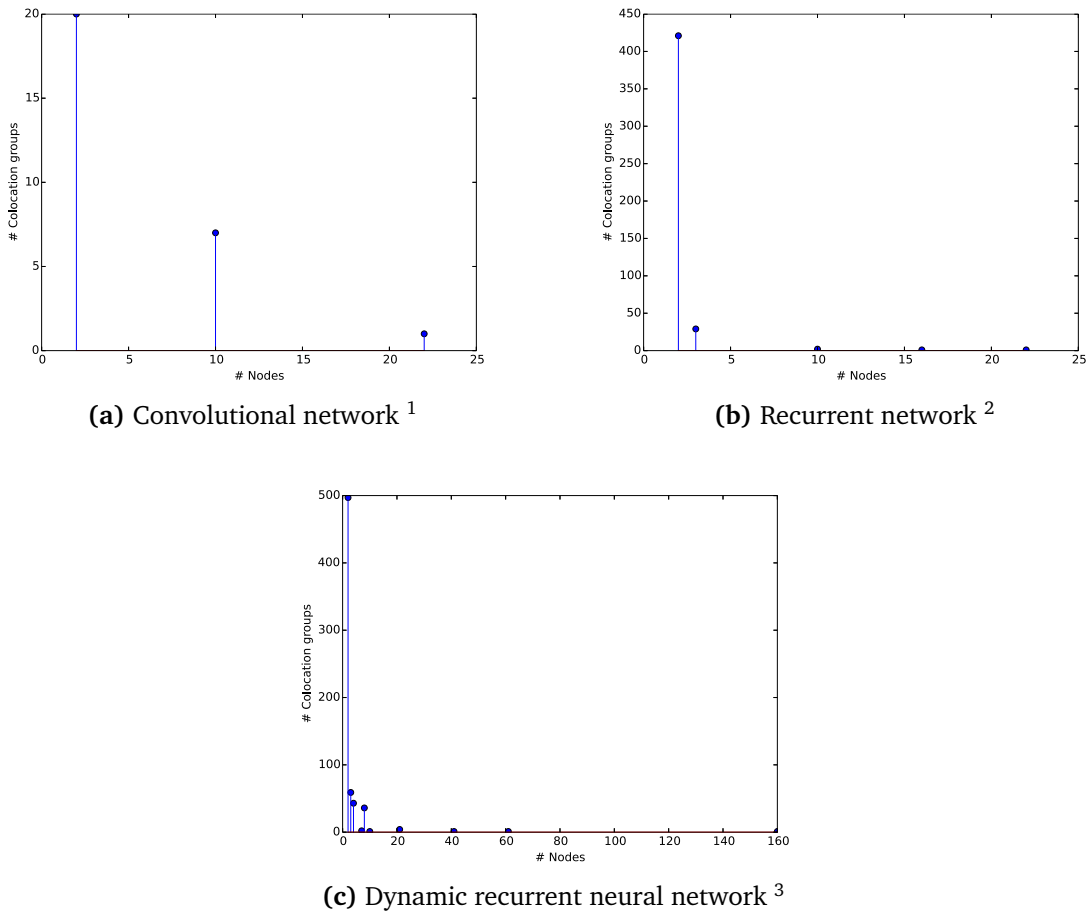 20
15
10
5
0
# Colocation groups
0 5 10 15 20 25
# Nodes
(a) Convolutional network 1
450
400
350
300
250
200
150
100
50
0
# Colocation groups
0 5 10 15 20 25
# Nodes
(b) Recurrent network 2
500
400
300
200
100
0
# Colocation groups
0 20 40 60 80 100 120 140 160
# Nodes
(c) Dynamic recurrent neural network 3